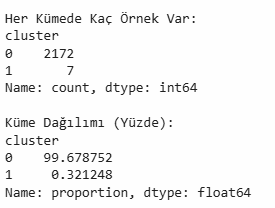 Her Kümede Kaç Örnek Var:
cluster
0    2172
1       7
Name: count, dtype: int64

Küme Dağılımı (Yüzde):
cluster
0    99.678752
1     0.321248
Name: proportion, dtype: float64